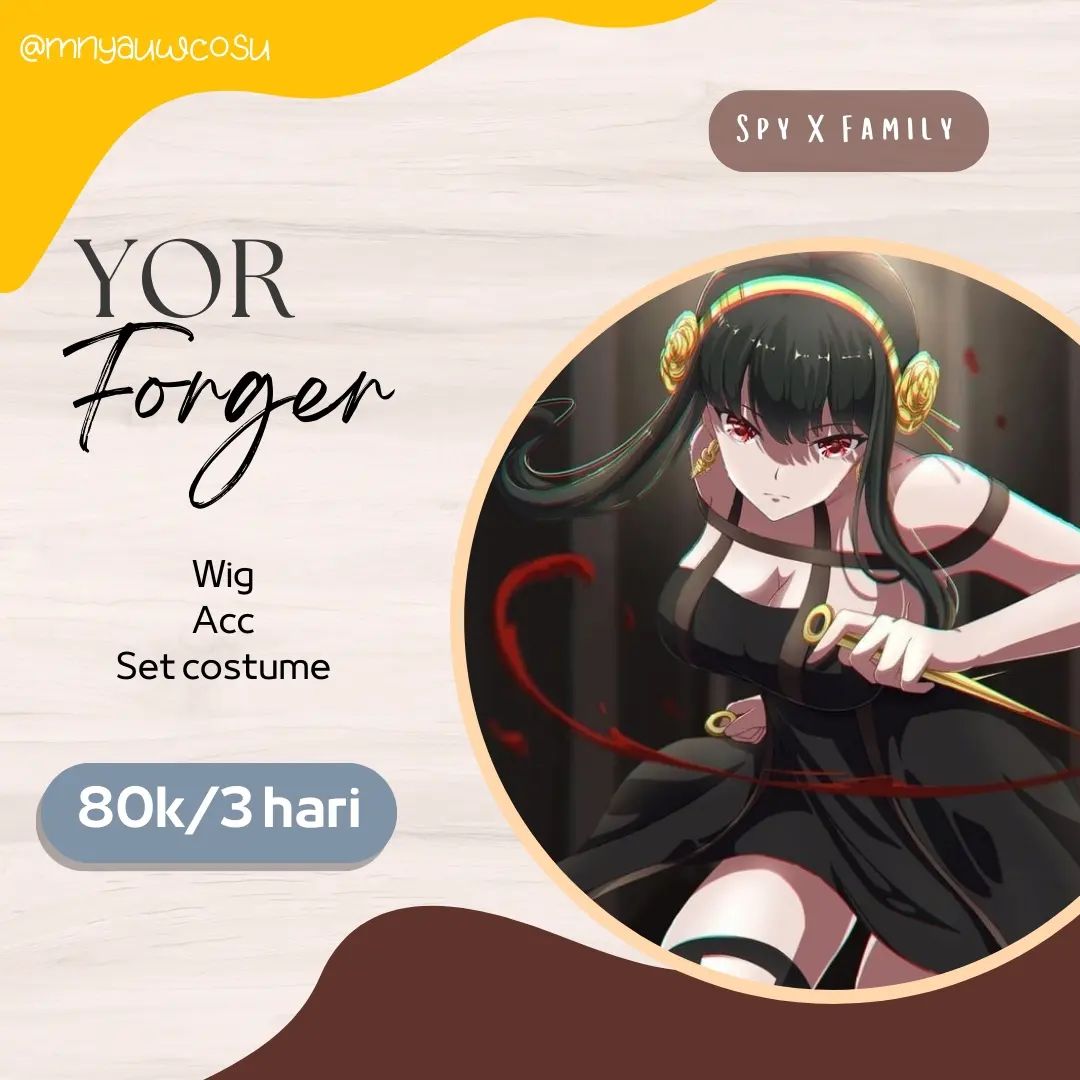 @mnyauwcosu
Spy X Family
YOR
Forger
Wig
Acc
Set costume
80k/3 hari